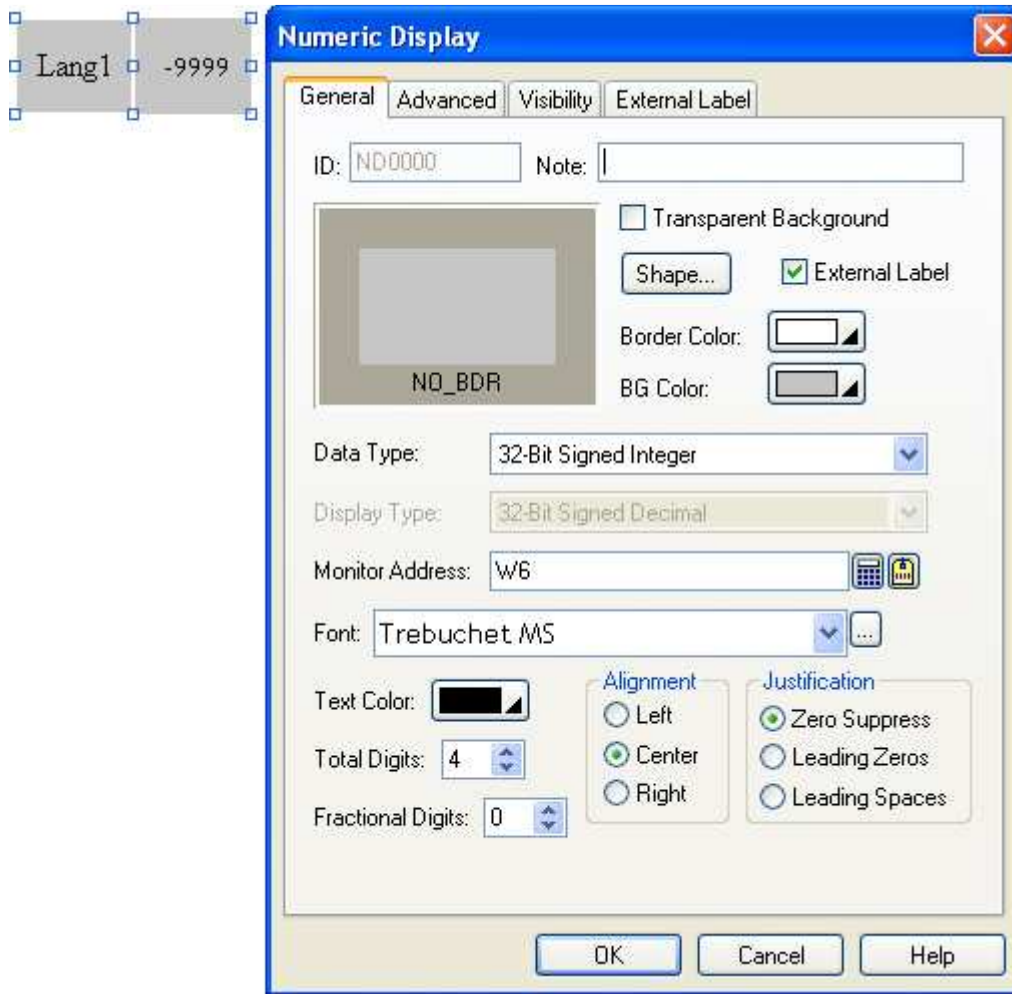 Lang1 -9999
Numeric Display
General Advanced Visibility External Label
ID: ND0000 Note:
Transparent Background
Shape... External Label
Border Color:
NO_BDR
BG Color:
Data Type: 32-Bit Signed Integer
Display Type: 32-Bit Signed Decimal
Monitor Address: W6
Font: Trebuchet MS ...
Alignment Justification
Text Color: Left Zero Suppress
Total Digits: 4 Center Leading Zeros
Fractional Digits: 0 Right Leading Spaces
OK Cancel Help